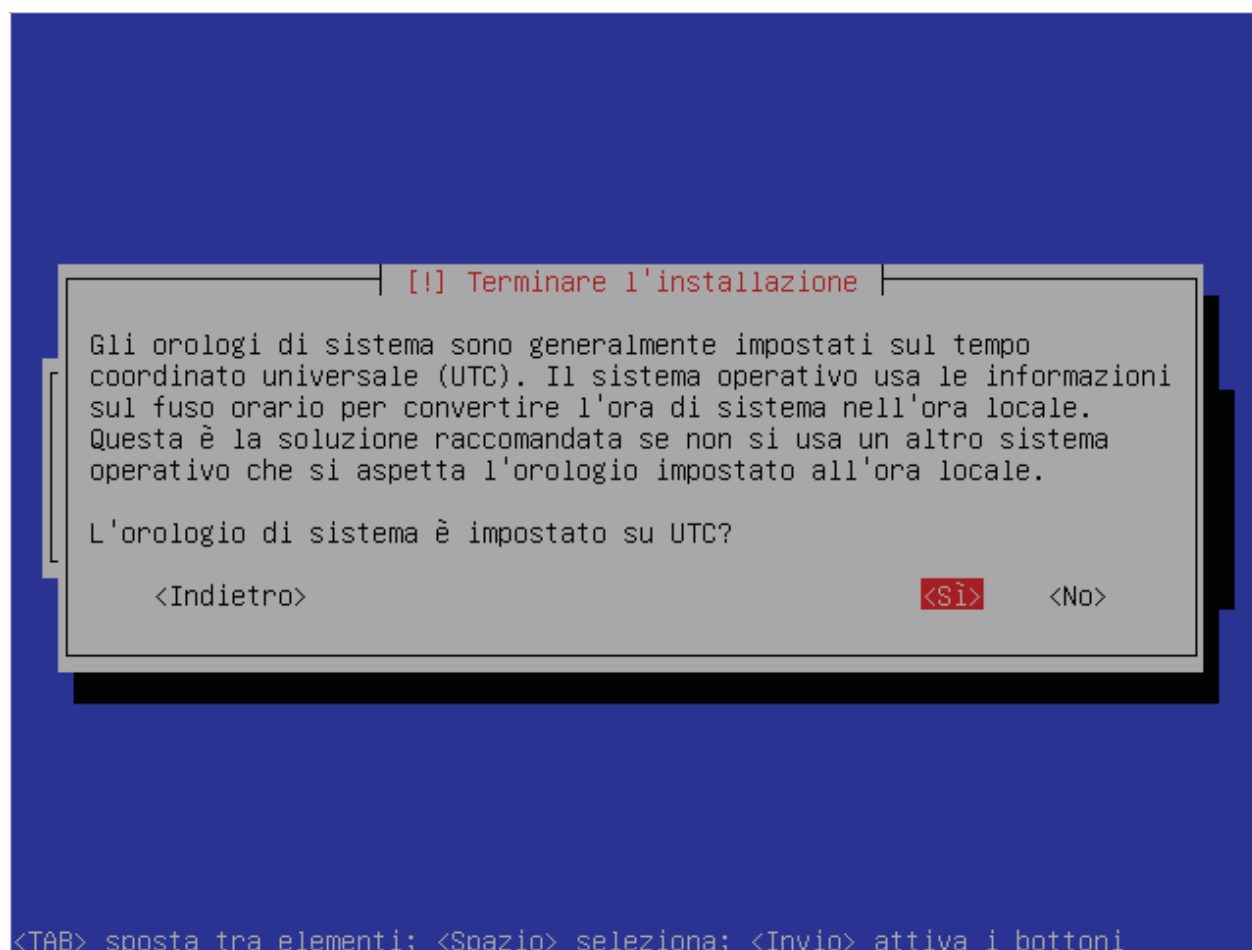 [!] Terminare l'installazione
Gli orologi di sistema sono generalmente impostati sul tempo
coordinato universale (UTC). Il sistema operativo usa le informazioni
sul fuso orario per convertire l'ora di sistema nell'ora locale.
Questa è la soluzione raccomandata se non si usa un altro sistema
operativo che si aspetta l'orologio impostato all'ora locale.
L'orologio di sistema è impostato su UTC?
<Indietro> <Sì> <No>
<TAB> sposta tra elementi; <Spazio> seleziona; <Invio> attiva i bottoni